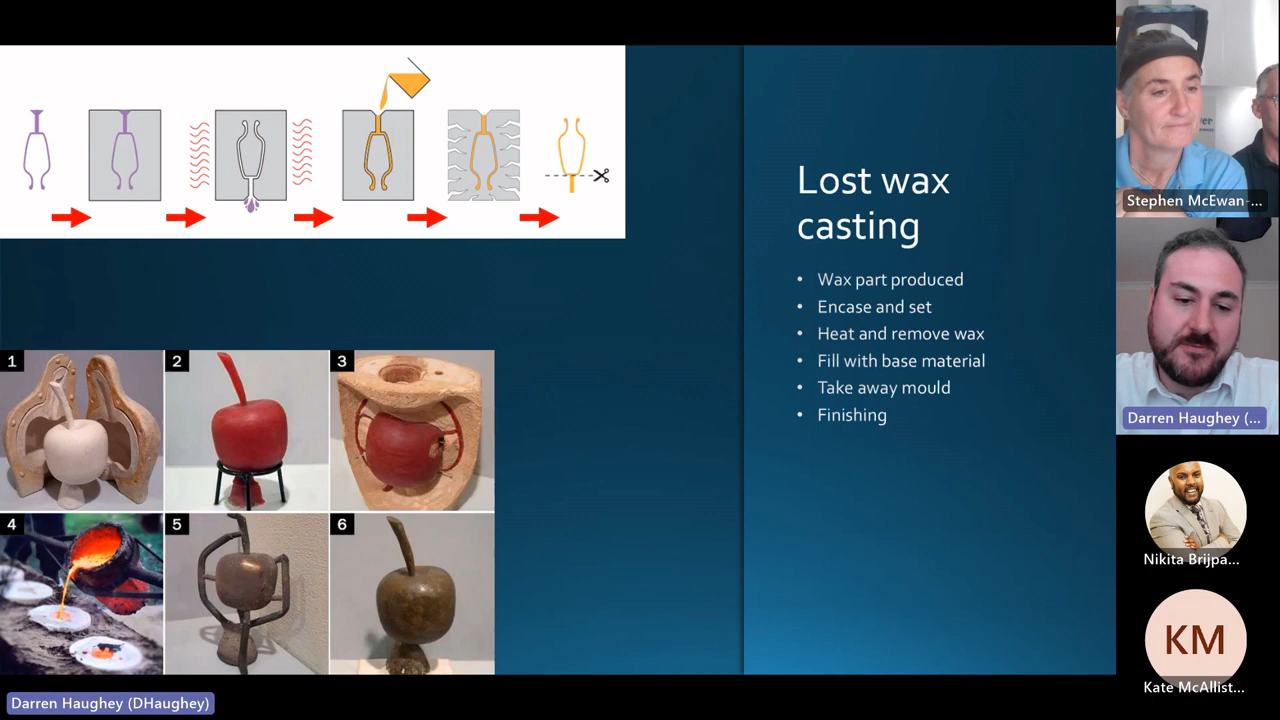 Lost wax
casting
• Wax part produced
• Encase and set
• Heat and remove wax
• Fill with base material
• Take away mould
• Finishing
1
2
3
4
5
6
Stephen McEwan-...
Darren Haughey (...
Nikita Brijpa...
KM
Kate McAllist...
Darren Haughey (DHaughey)